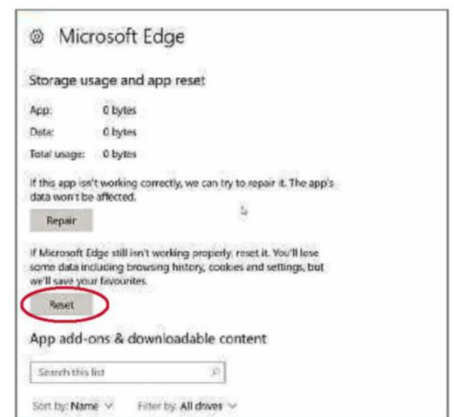 Microsoft Edge
Storage usage and app reset
App: 0 bytes
Data: 0 bytes
Total usage: 0 bytes
If this app isn't working correctly, we can try to repair it. The app's
data won't be affected.
Repair
If Microsoft Edge still isn't working properly, reset it. You'll lose
some data including browsing history, cookies and settings, but
we'll save your favourites.
Reset
App add-ons & downloadable content
Search this list
Sort by: Name Filter by: All drives